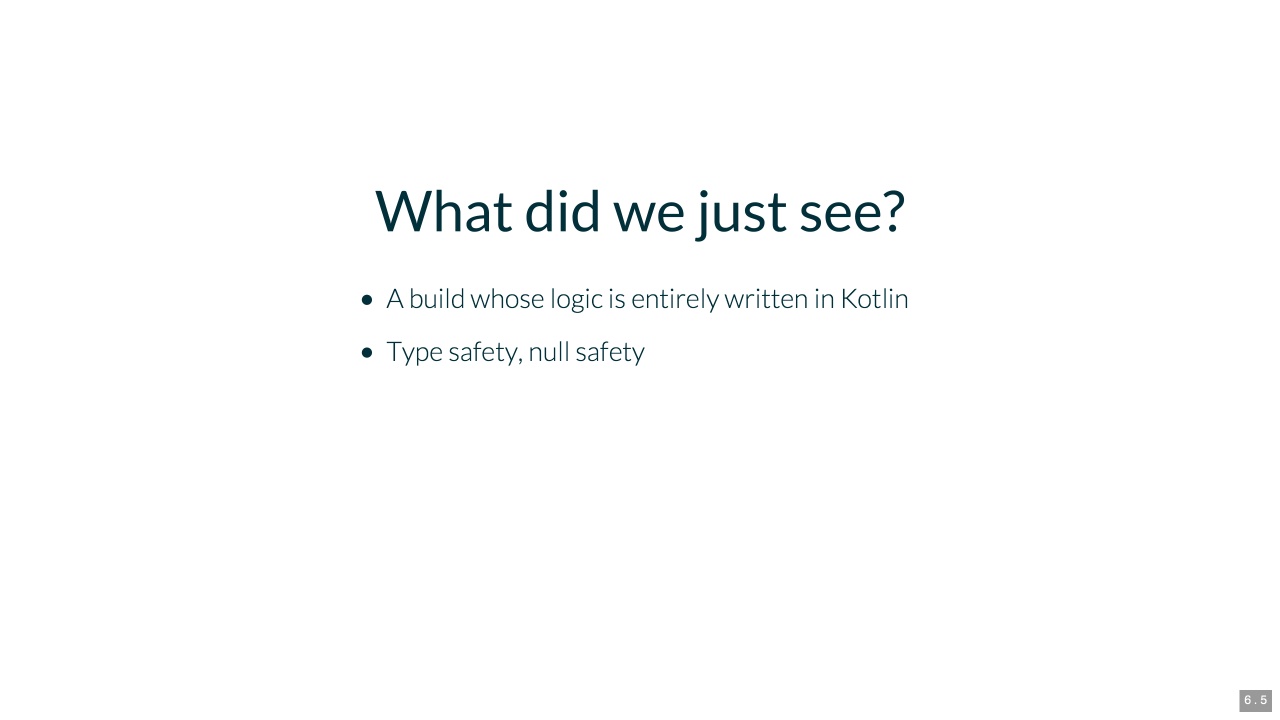 What did we just see?
• A build whose logic is entirely written in Kotlin
• Type safety, null safety
6.5